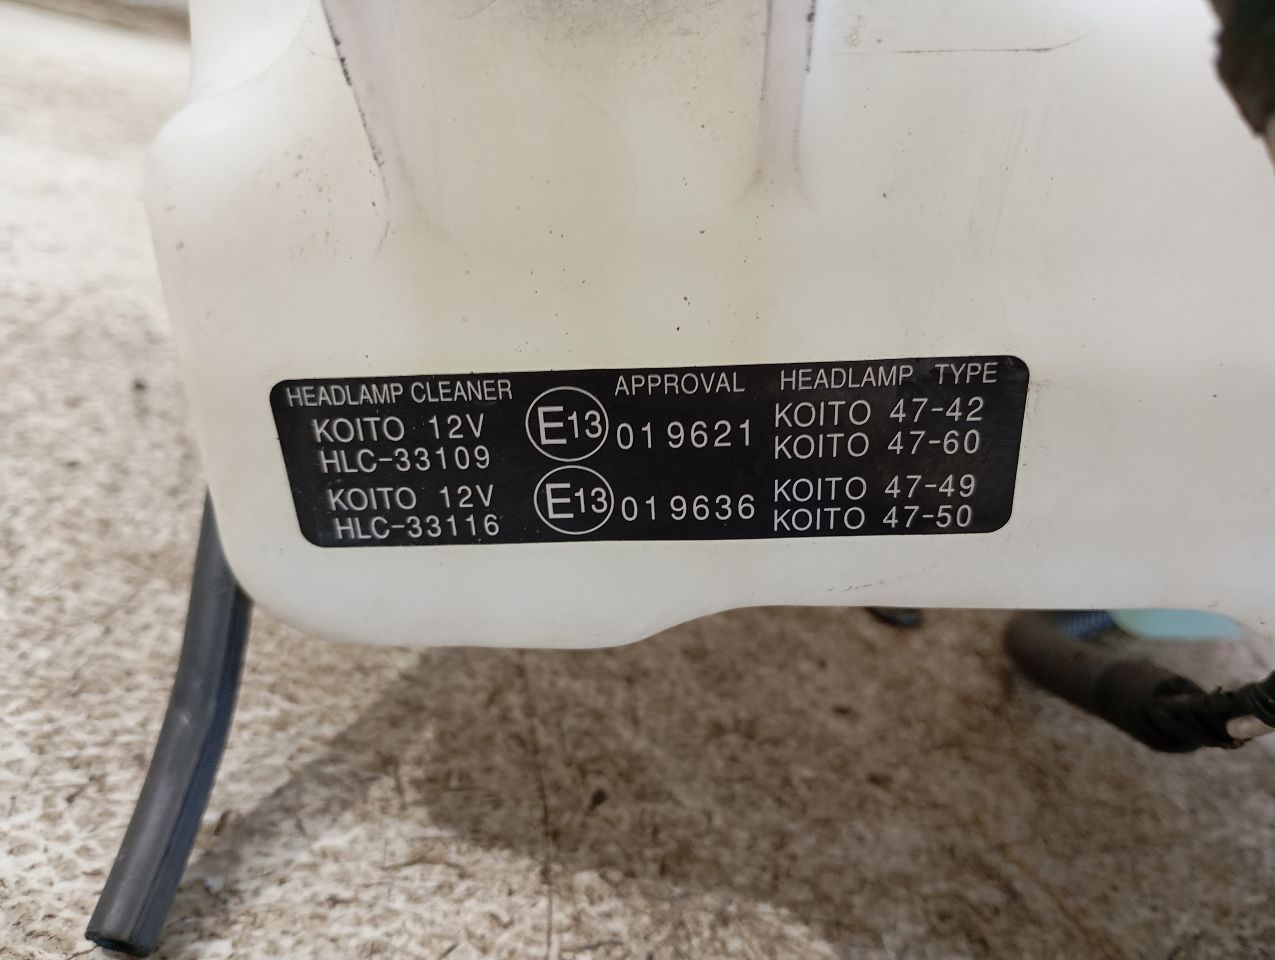 HEADLAMP CLEANER APPROVAL HEADLAMP TYPE
KOITO 12V E13 019621 KOITO 47-42
HLC-33109 KOITO 47-60
KOITO 12V E13 019636 KOITO 47-49
HLC-33116 KOITO 47-50